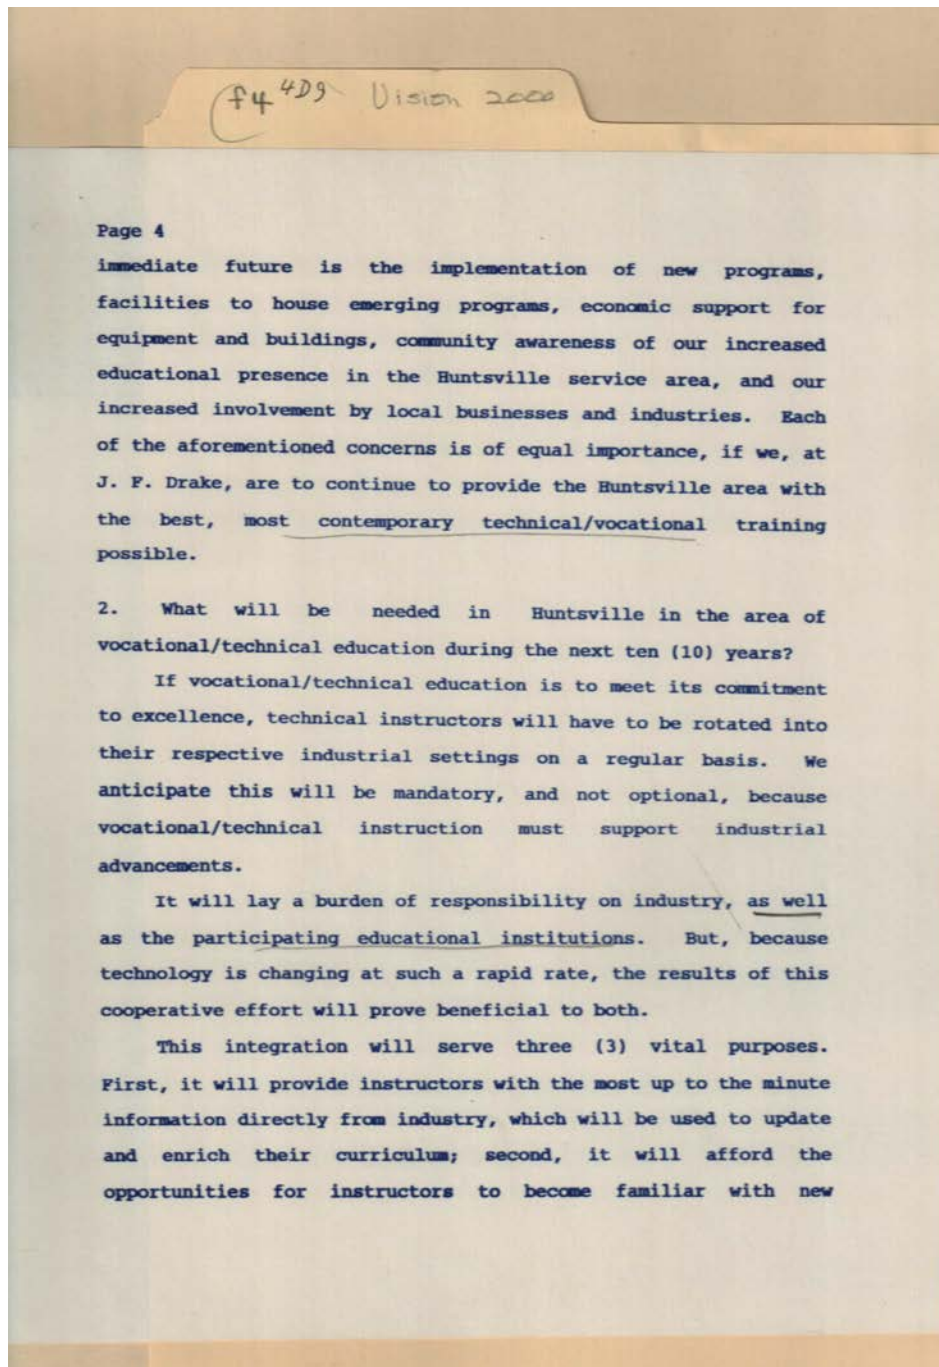 f4 4D9 Vision 2000
Page 4
immediate future is the implementation of new programs,
facilities to house emerging programs, economic support for
equipment and buildings, community awareness of our increased
educational presence in the Huntsville service area, and our
increased involvement by local businesses and industries. Each
of the aforementioned concerns is of equal importance, if we, at
J. F. Drake, are to continue to provide the Huntsville area with
the best, most contemporary technical/vocational training
possible.
2. What will be needed in Huntsville in the area of
vocational/technical education during the next ten (10) years?
If vocational/technical education is to meet its commitment
to excellence, technical instructors will have to be rotated into
their respective industrial settings on a regular basis. We
anticipate this will be mandatory, and not optional, because
vocational/technical instruction must support industrial
advancements.
It will lay a burden of responsibility on industry, as well
as the participating educational institutions. But, because
technology is changing at such a rapid rate, the results of this
cooperative effort will prove beneficial to both.
This integration will serve three (3) vital purposes.
First, it will provide instructors with the most up to the minute
information directly from industry, which will be used to update
and enrich their curriculum; second, it will afford the
opportunities for instructors to become familiar with new